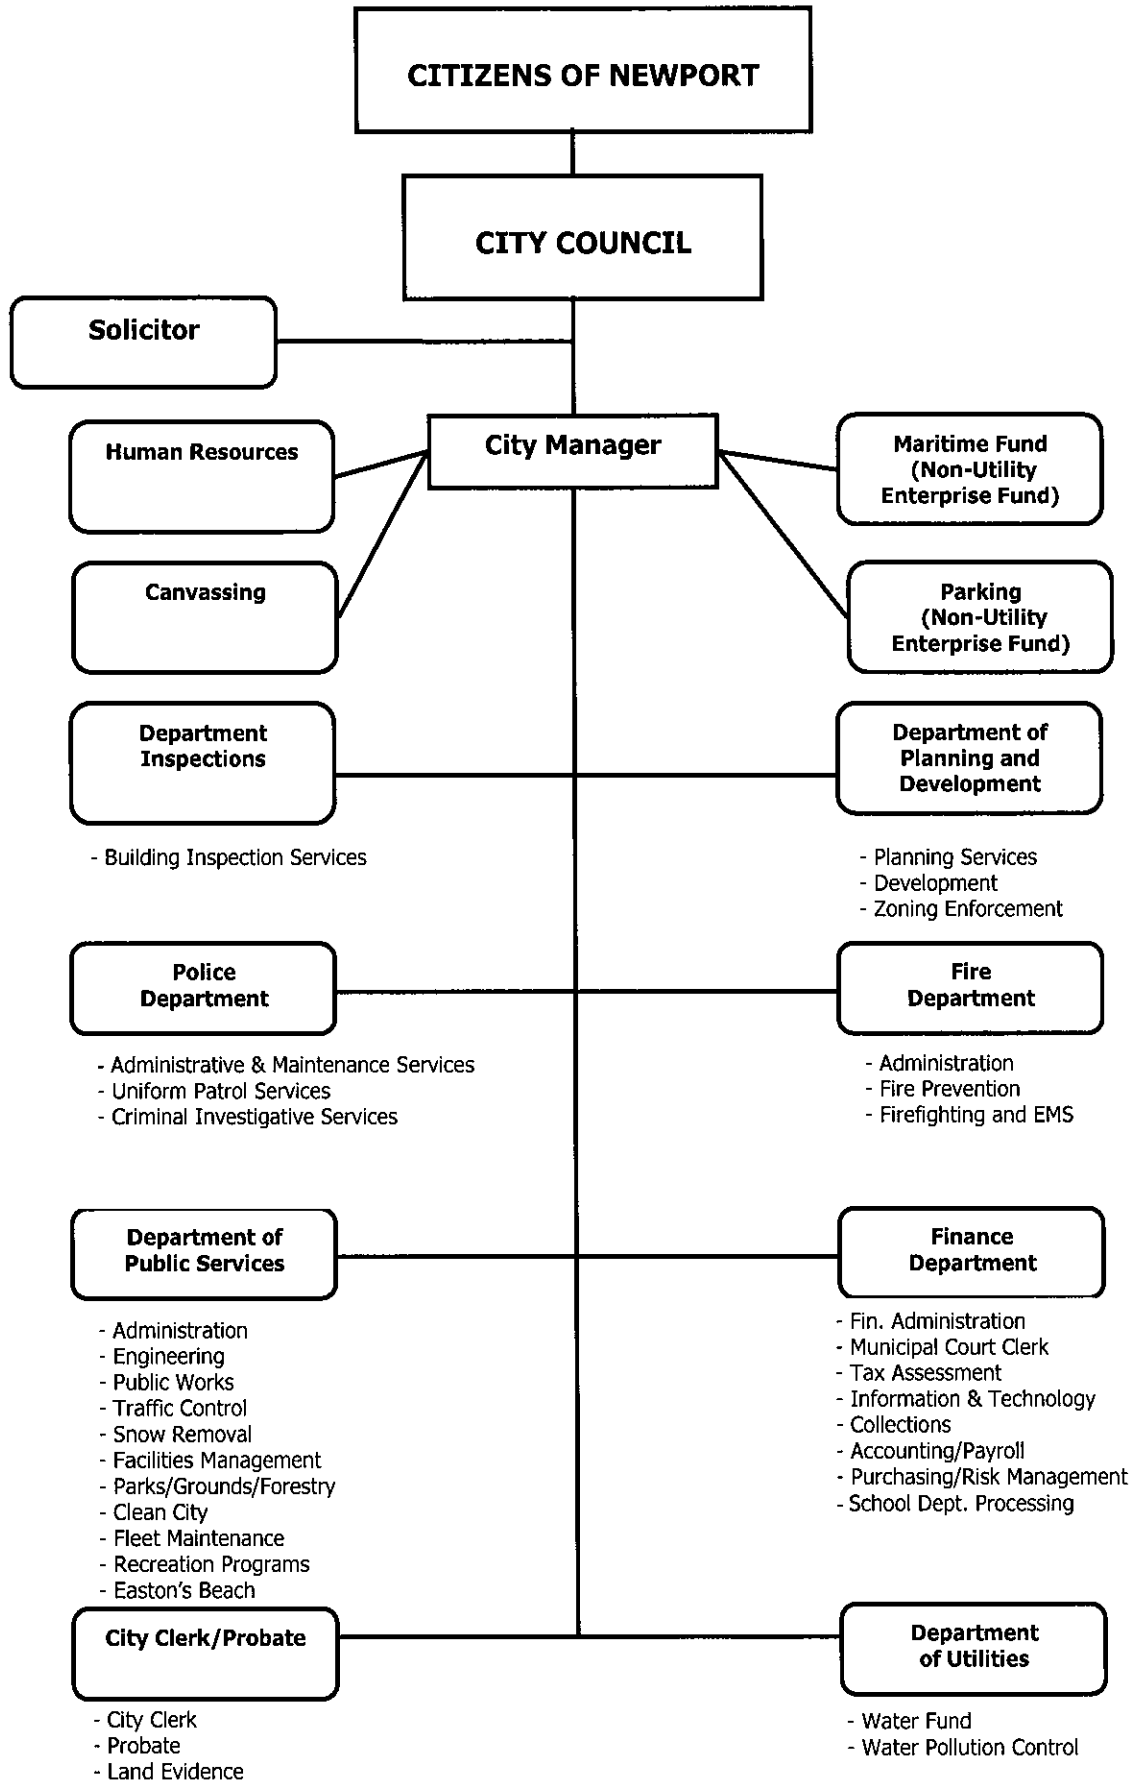 CITIZENS OF NEWPORT
CITY COUNCIL
Solicitor
City Manager
Human Resources
Maritime Fund
(Non-Utility
Enterprise Fund)
Canvassing
Parking
(Non-Utility
Enterprise Fund)
Department
Inspections
- Building Inspection Services
Department of
Planning and
Development
- Planning Services
- Development
- Zoning Enforcement
Police
Department
- Administrative & Maintenance Services
- Uniform Patrol Services
- Criminal Investigative Services
Fire
Department
- Administration
- Fire Prevention
- Firefighting and EMS
Department of
Public Services
- Administration
- Engineering
- Public Works
- Traffic Control
- Snow Removal
- Facilities Management
- Parks/Grounds/Forestry
- Clean City
- Fleet Maintenance
- Recreation Programs
- Easton's Beach
Finance
Department
- Fin. Administration
- Municipal Court Clerk
- Tax Assessment
- Information & Technology
- Collections
- Accounting/Payroll
- Purchasing/Risk Management
- School Dept. Processing
City Clerk/Probate
- City Clerk
- Probate
- Land Evidence
Department
of Utilities
- Water Fund
- Water Pollution Control